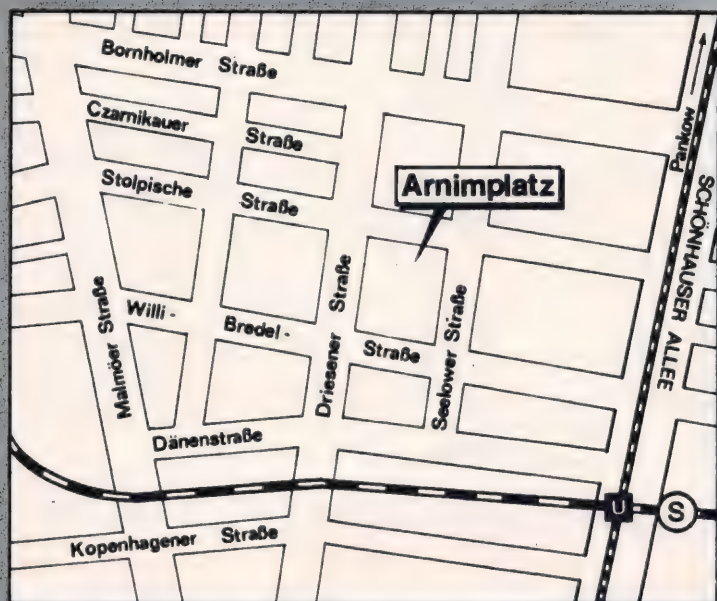 Bornholmer Straße
Czarnikauer Straße
Stolpische Straße
Arnimplatz
Pankow
SCHÖNHAUSER ALLEE
Malmöer Straße
Willi - Bredel - Straße
Driesener Straße
Seelower Straße
Dänenstraße
U
S
Kopenhagener Straße